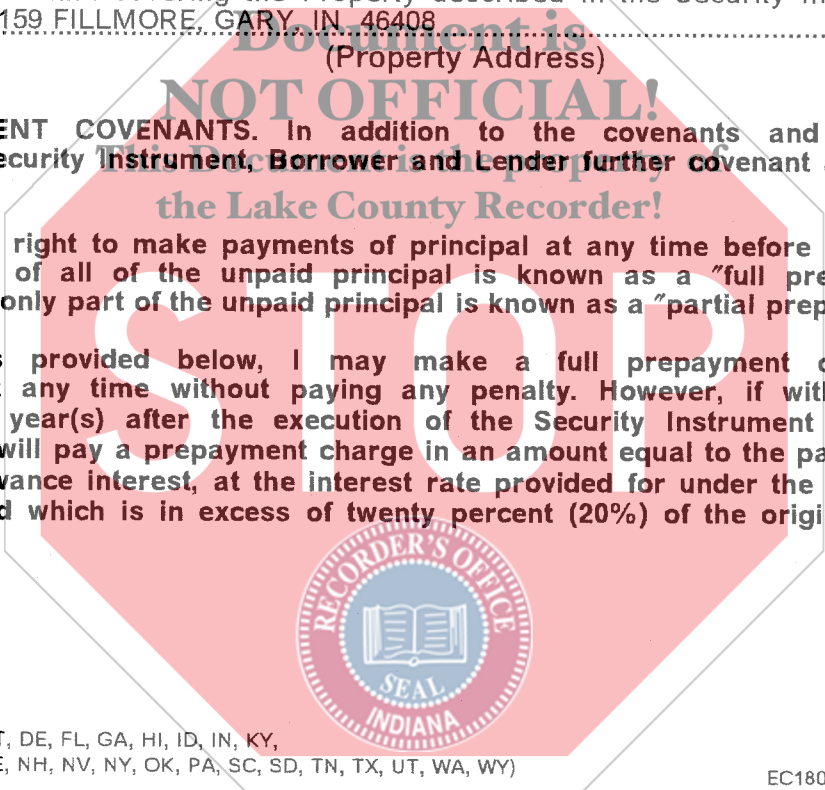 covering the Property described in the Security
159 FILLMORE, GARY, IN 46408
Document is
(Property Address)
NOT OFFICIAL!
ENT COVENANTS. In addition to the covenants and
ecurity Instrument, Borrower and Lender further covenant
This Document is the property of
the Lake County Recorder!
right to make payments of principal at any time before
of all of the unpaid principal is known as a "full pre
only part of the unpaid principal is known as a "partial prep
s provided below, I may make a full prepayment
t any time without paying any penalty. However, if with
year(s) after the execution of the Security Instrument
will pay a prepayment charge in an amount equal to the pa
vance interest, at the interest rate provided for under the
d which is in excess of twenty percent (20%) of the origi
STOP
RECORDER'S OFFICE
SEAL
INDIANA
T, DE, FL, GA, HI, ID, IN, KY,
E, NH, NV, NY, OK, PA, SC, SD, TN, TX, UT, WA, WY)
EC180